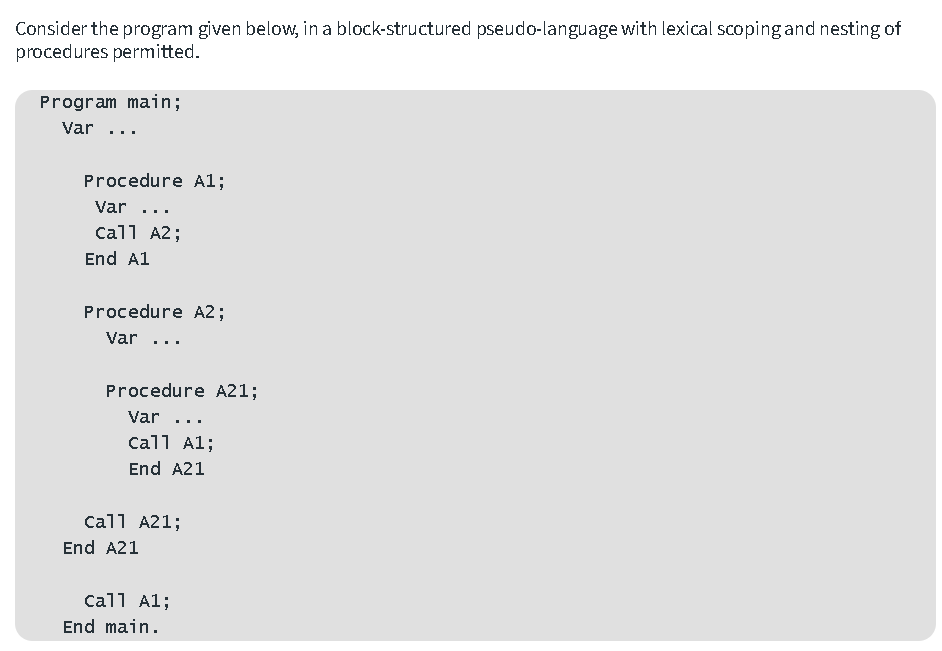 Consider the program given below, in a block-structured pseudo-language with lexical scoping and nesting of
procedures permitted.
Program main;
Var ...
Procedure A1;
Var ...
Call A2;
End A1
Procedure A2;
Var ...
Procedure A21;
Var ...
Call A1;
End A21
Call A21;
End A21
Call A1;
End main.